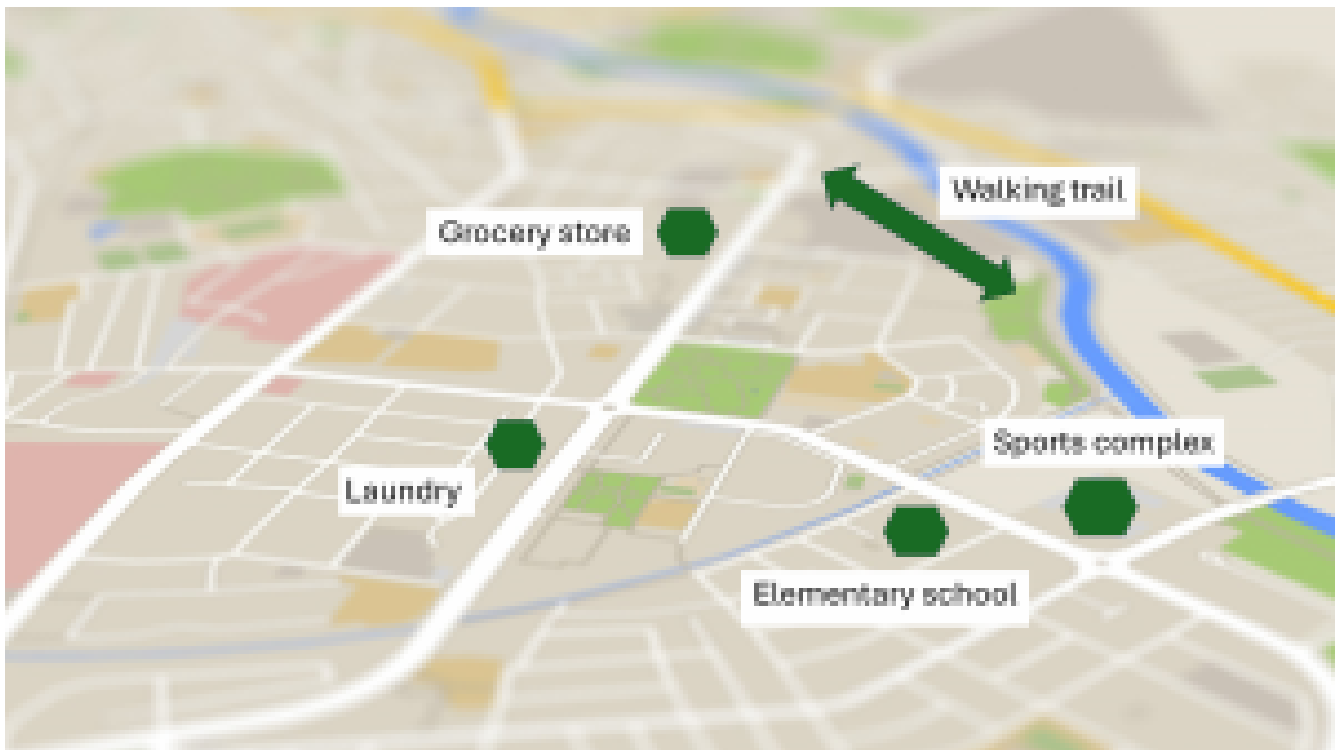 Walking trail
Grocery store
Sports complex
Laundry
Elementary school